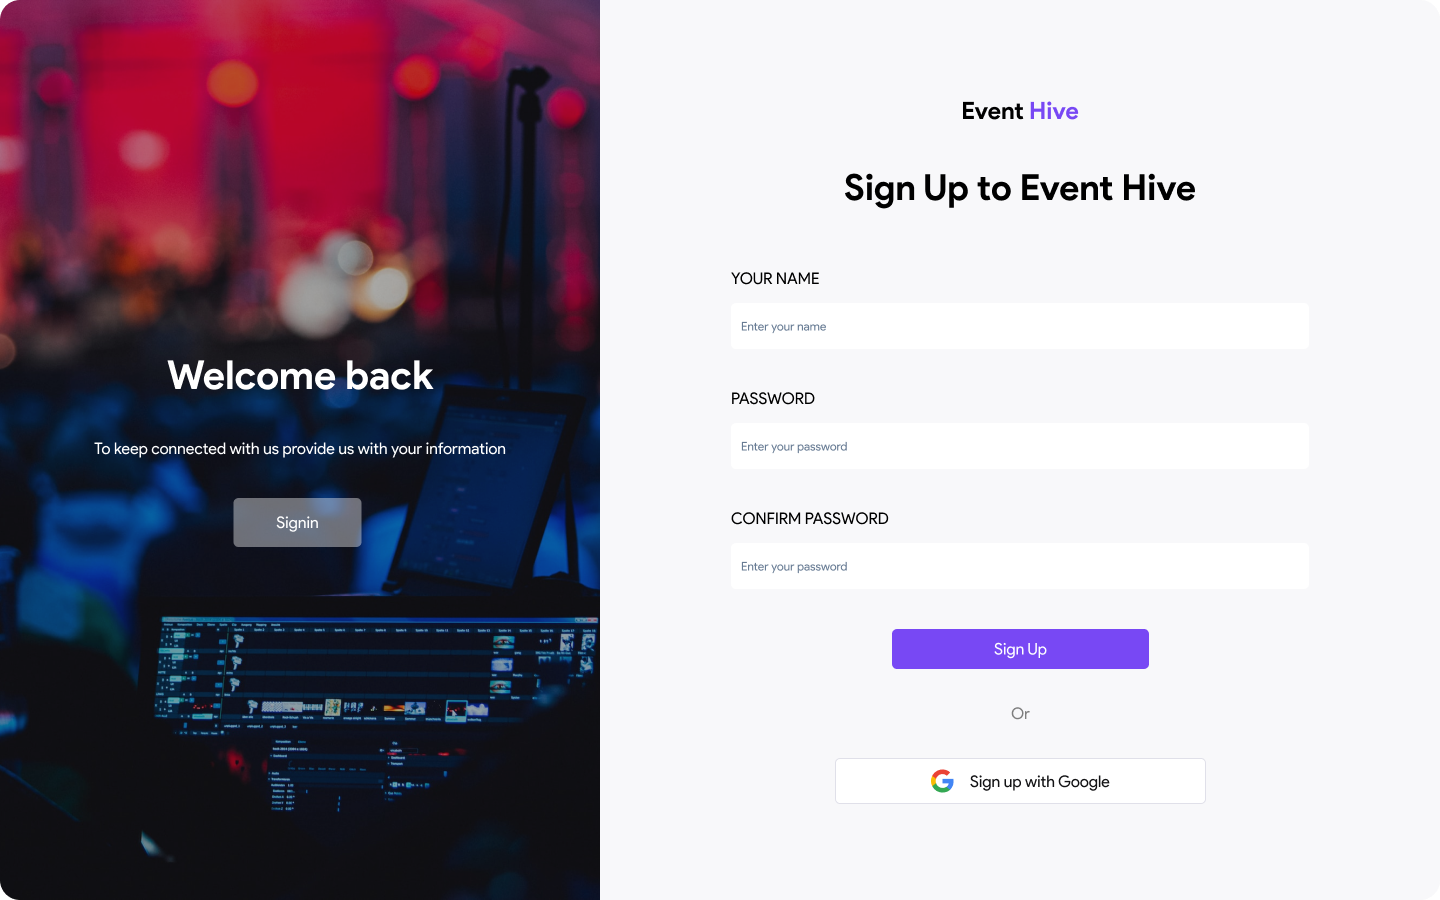 Welcome back
To keep connected with us provide us with your information
Signin
Event Hive
Sign Up to Event Hive
YOUR NAME
Enter your name
PASSWORD
Enter your password
CONFIRM PASSWORD
Enter your password
Sign Up
Or
Sign up with Google